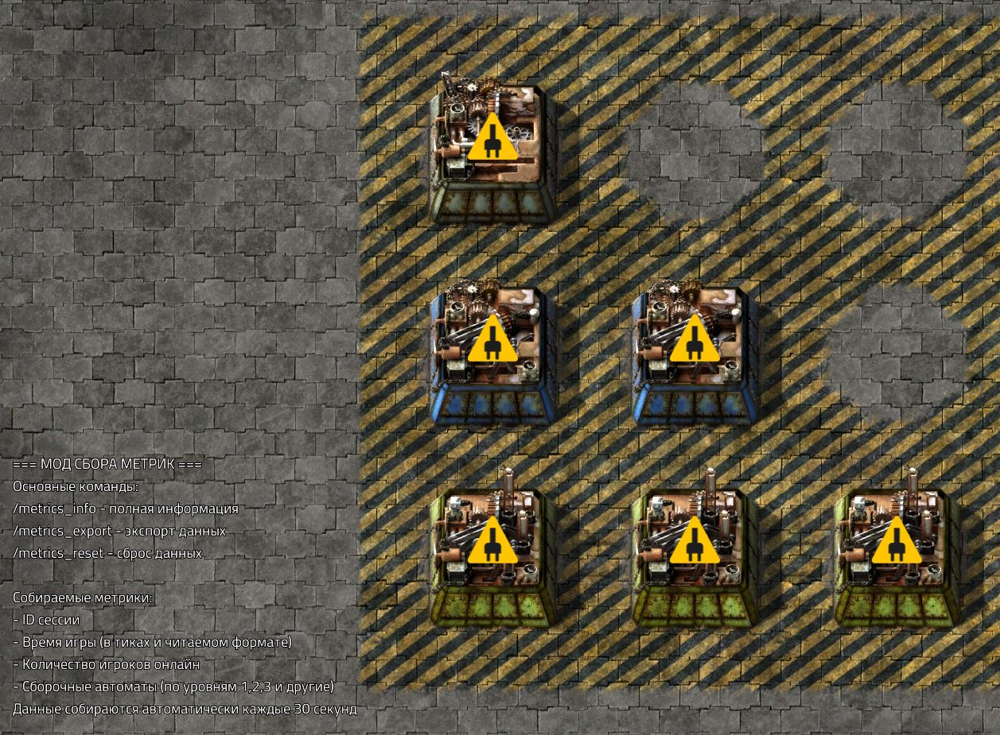 === МОД СБОРА МЕТРИК ===
Основные команды:
/metrics_info - полная информация
/metrics_export - экспорт данных
/metrics_reset - сброс данных
Собираемые метрики:
- ID сессии
- Время игры (в тиках и читаемом формате)
- Количество игроков онлайн
- Сборочные автоматы (по уровням 1,2,3 и другие)
Данные собираются автоматически каждые 30 секунд